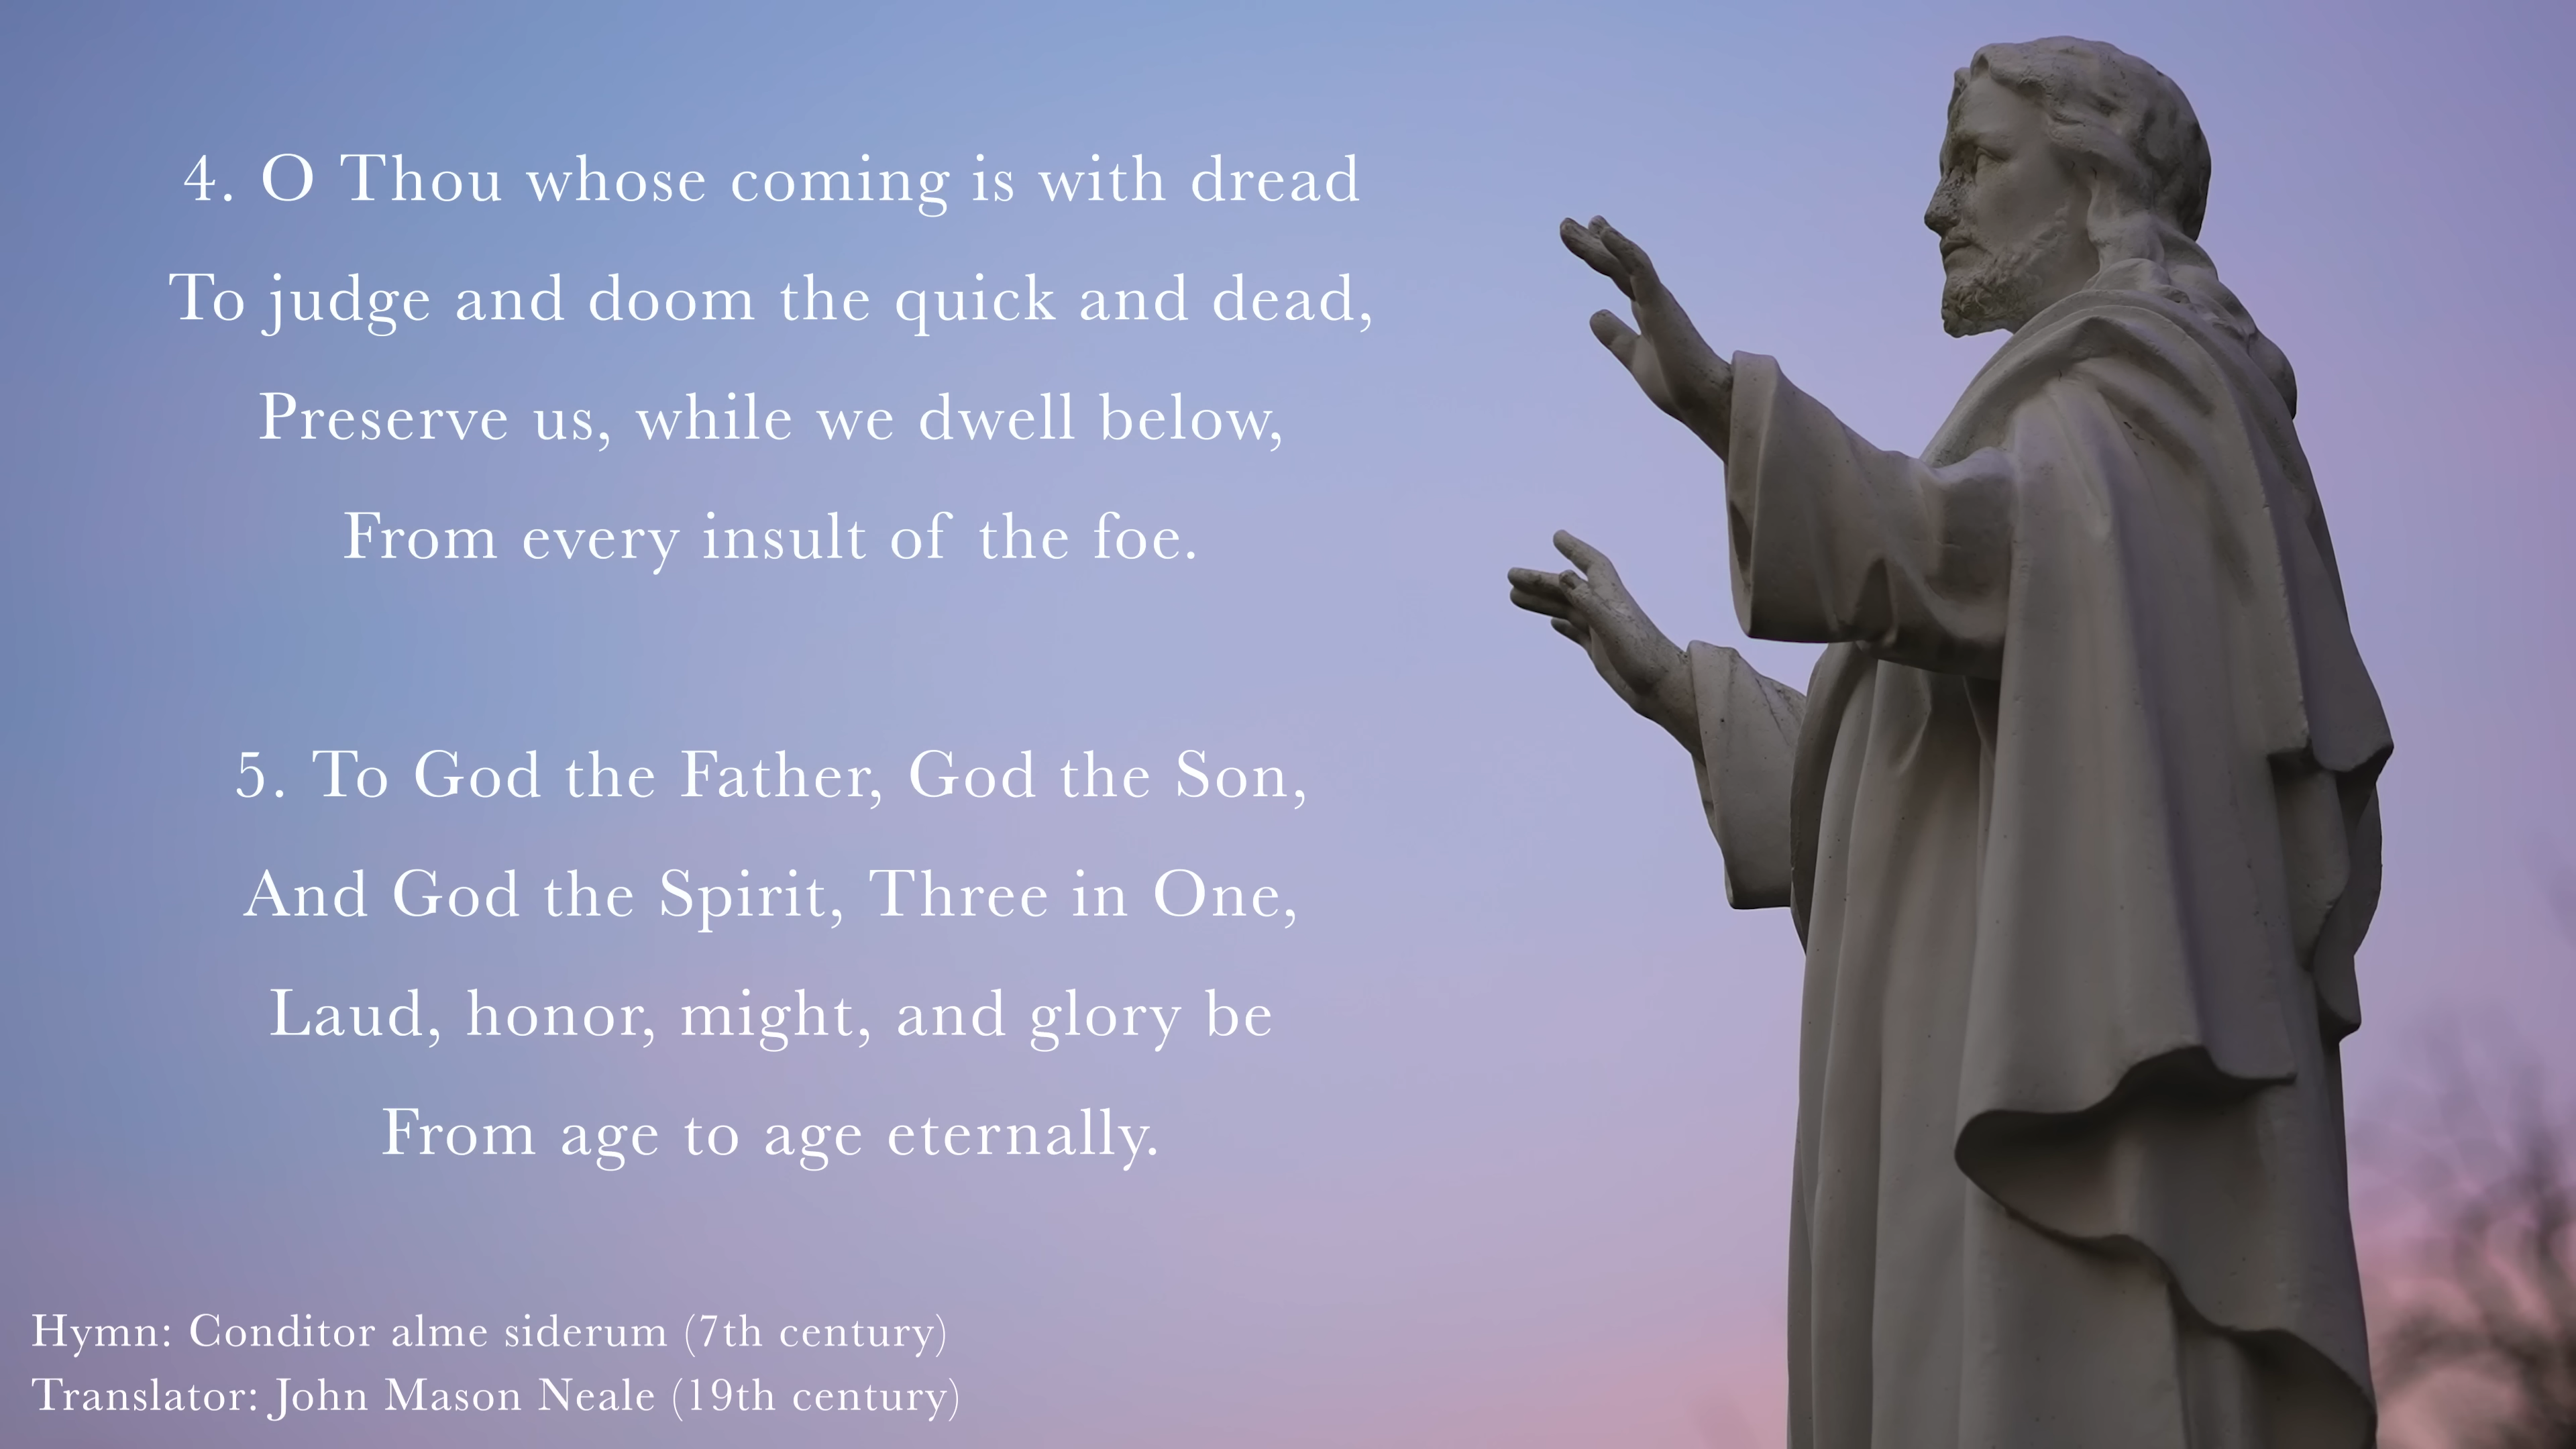 4. O Thou whose coming is with dread
To judge and doom the quick and dead,
Preserve us, while we dwell below,
From every insult of the foe.
5. To God the Father, God the Son,
And God the Spirit, Three in One,
Laud, honor, might, and glory be
From age to age eternally.
Hymn: Conditor alme siderum (7th century)
Translator: John Mason Neale (19th century)